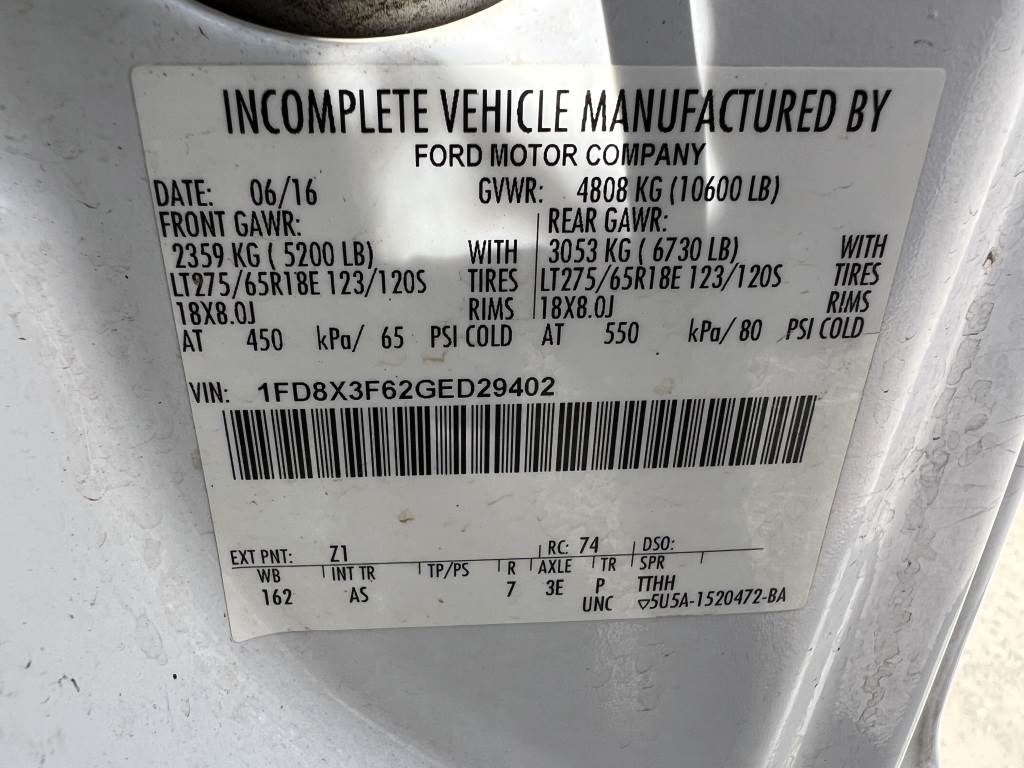 INCOMPLETE VEHICLE MANUFACTURED BY
FORD MOTOR COMPANY
DATE: 06/16 GVWR: 4808 KG (10600 LB)
FRONT GAWR: REAR GAWR:
2359 KG ( 5200 LB) WITH 3053 KG ( 6730 LB) WITH
LT275/65R18E 123/120S TIRES LT275/65R18E 123/120S TIRES
18X8.0J RIMS 18X8.0J RIMS
AT 450 kPa/ 65 PSI COLD AT 550 kPa/ 80 PSI COLD
VIN: 1FD8X3F62GED29402
EXT PNT: Z1 RC: 74 DSO:
WB INT TR TP/PS R AXLE TR SPR
162 AS 7 3E P TTHH
UNC ▽5U5A-1520472-BA